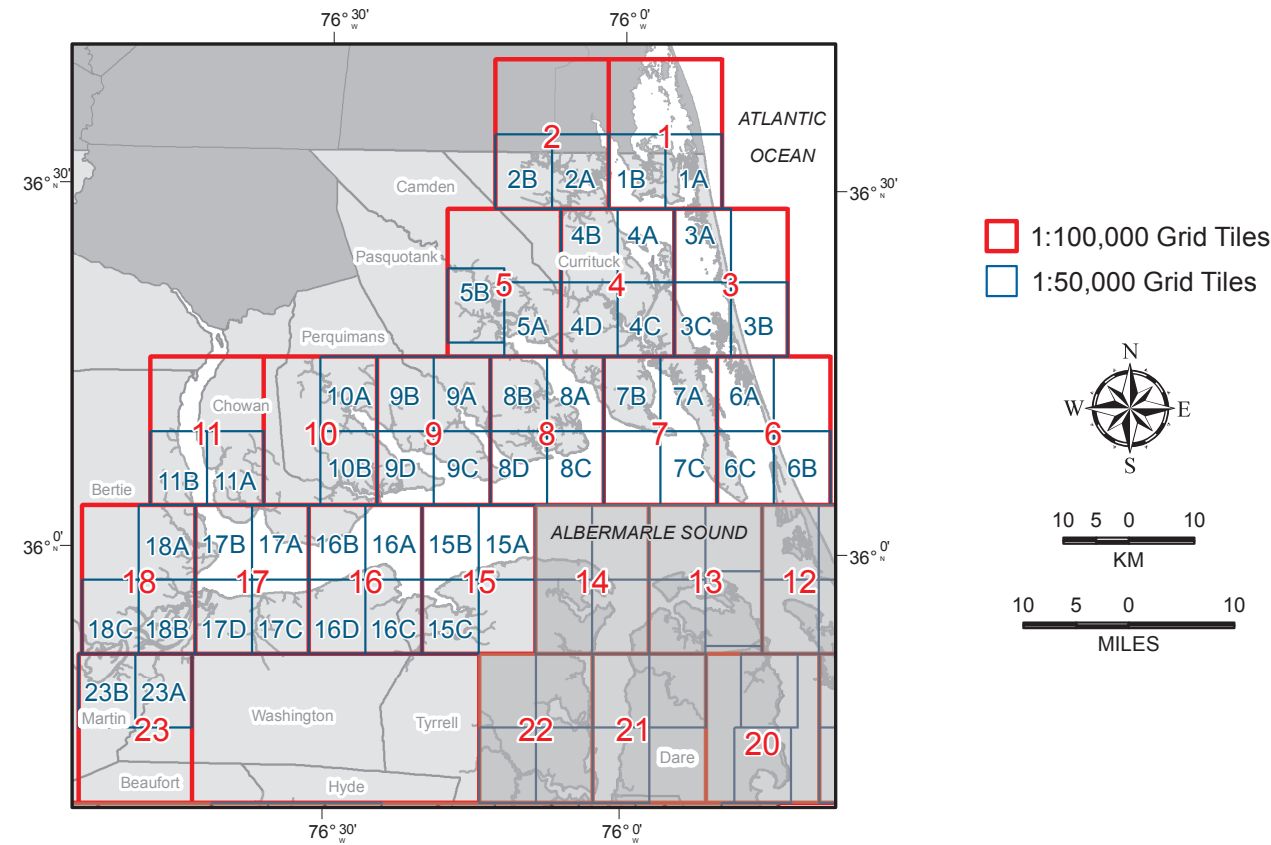 76° 30' W
76° 0' W
ATLANTIC
OCEAN
2
1
36° 30' N
36° 30' N
2B
2A
1B
1A
Camden
4B
4A
3A
Pasquotank
Currituck
5B
5
4
3
5A
4D
4C
3C
3B
Perquimans
10A
9B
9A
8B
8A
7B
7A
6A
Chowan
11
10
9
8
7
6
11B
11A
10B
9D
9C
8D
8C
7C
6C
6B
Bertie
36° 0' N
36° 0' N
18A
17B
17A
16B
16A
15B
15A
ALBERMARLE SOUND
18
17
16
15
14
13
12
18C
18B
17D
17C
16D
16C
15C
23B
23A
Martin
23
Washington
Tyrrell
22
21
20
Dare
Beaufort
Hyde
76° 30' W
76° 0' W
1:100,000 Grid Tiles
1:50,000 Grid Tiles
N
W
E
S
10 5 0 10
KM
10 5 0 10
MILES